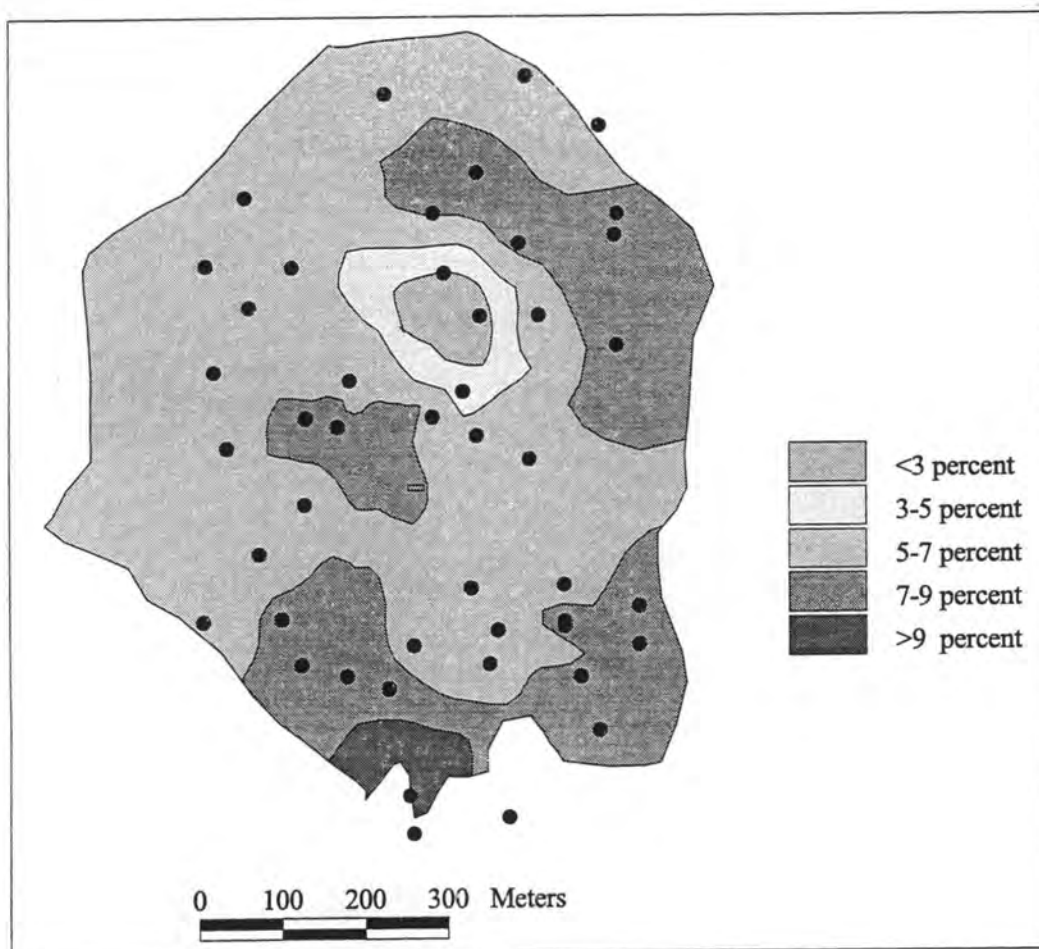 <3 percent
3-5 percent
5-7 percent
7-9 percent
>9 percent
0 100 200 300 Meters